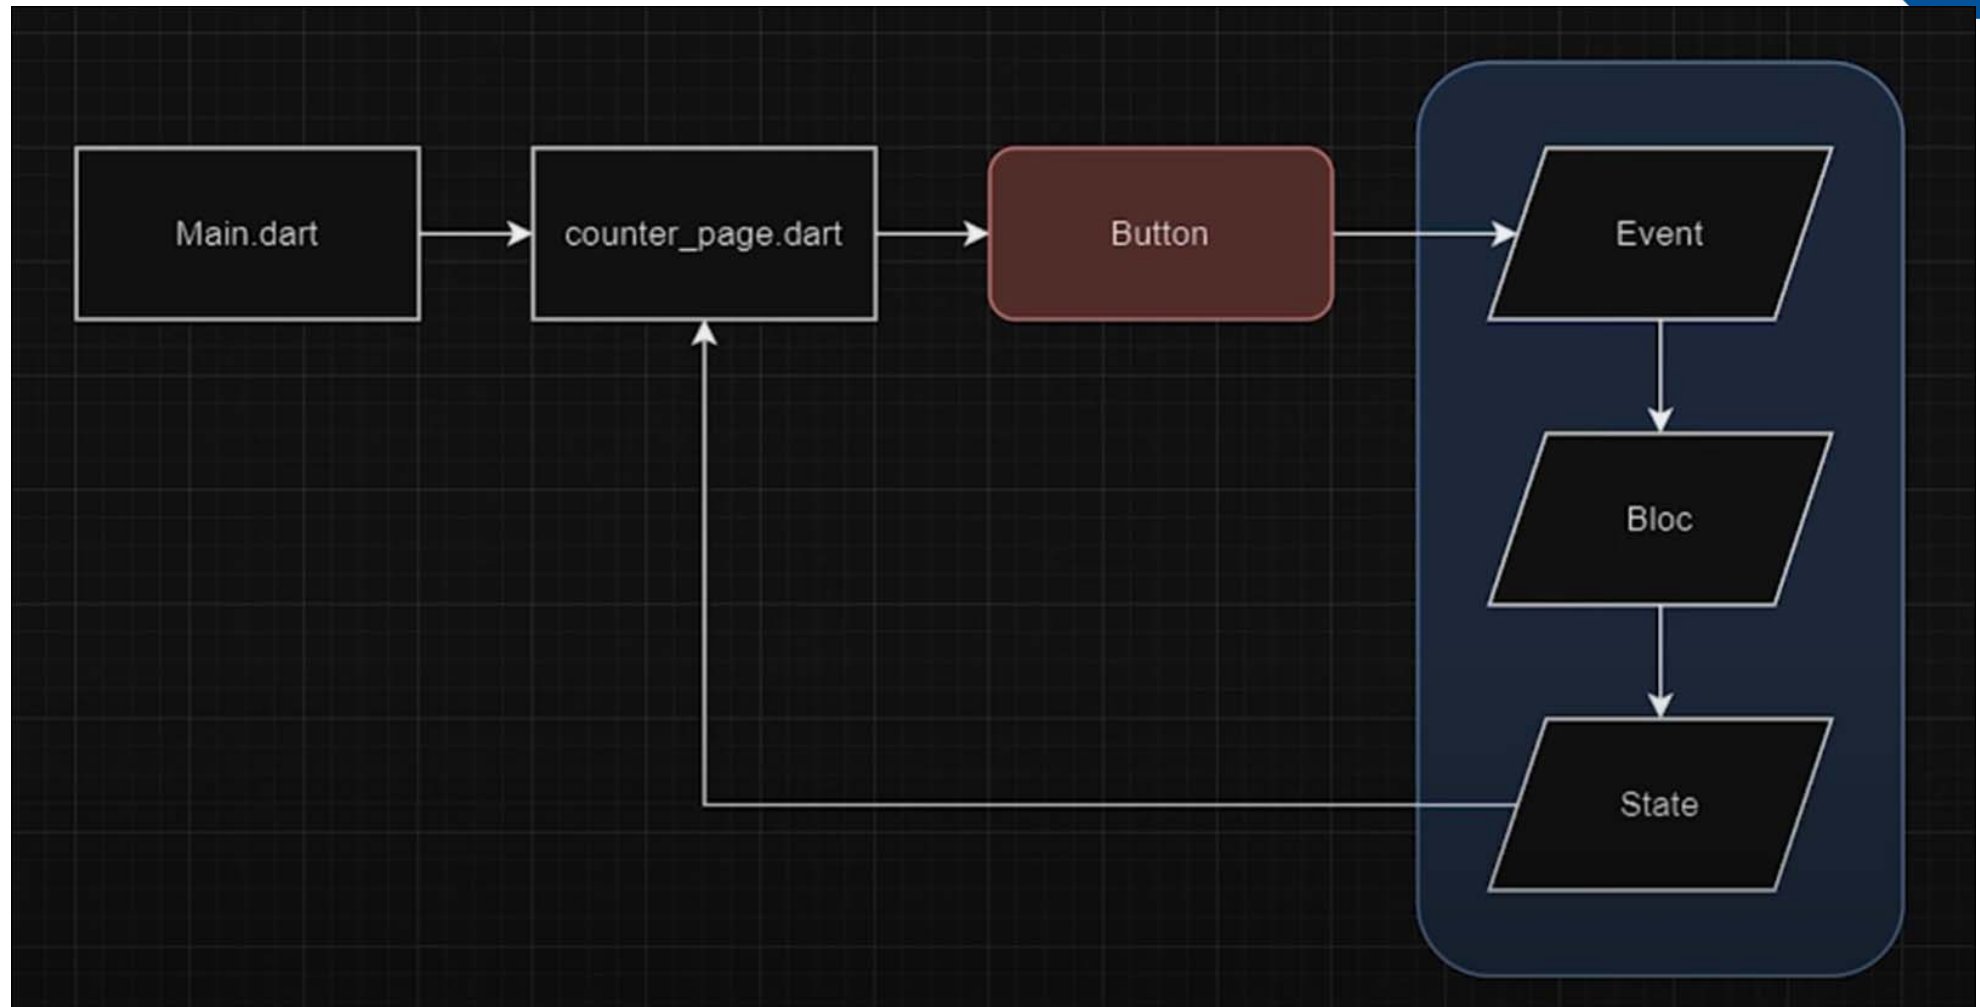 Main.dart
counter_page.dart
Button
Event
Bloc
State